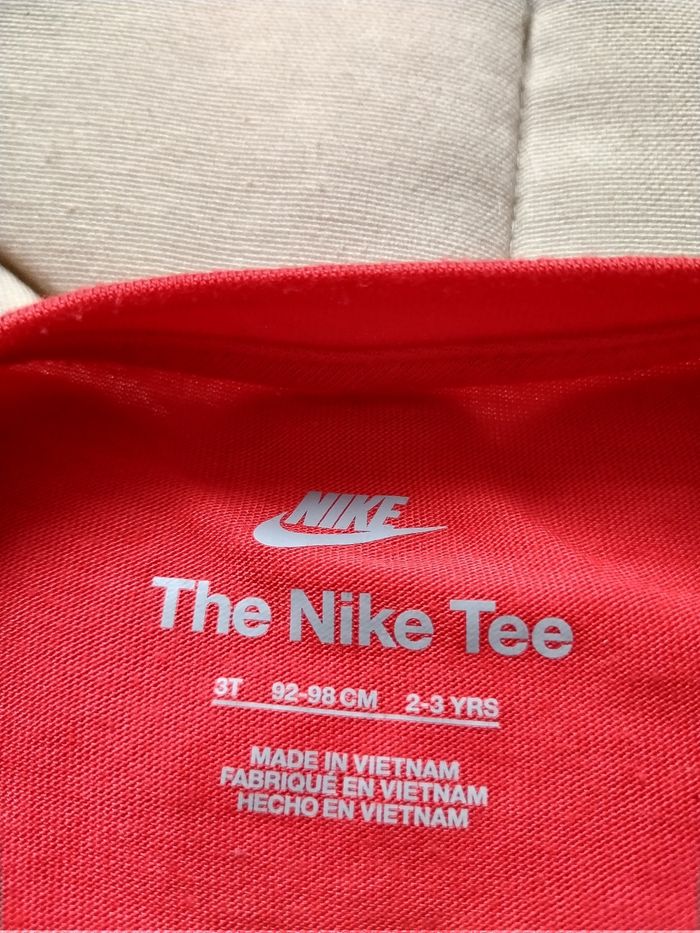 NIKE
The Nike Tee
3T 92-98 CM 2-3 YRS
MADE IN VIETNAM
FABRIQUÉ EN VIETNAM
HECHO EN VIETNAM